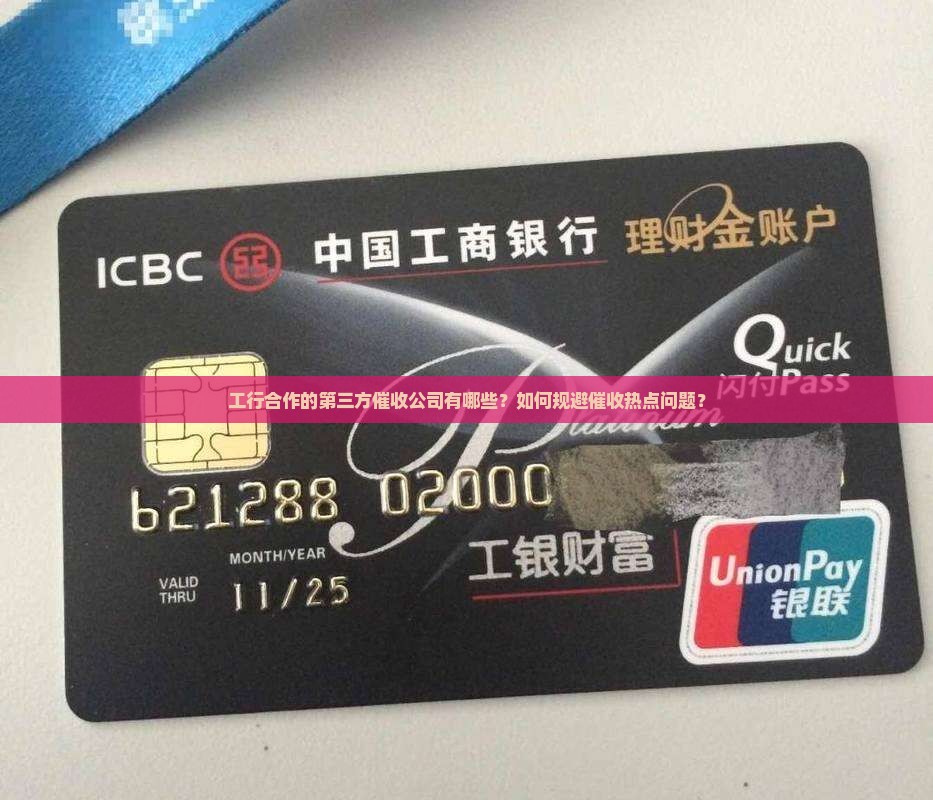 ICBC 中国工商银行 理财金账户
Quick
闪付Pass
工行合作的第三方催收公司有哪些？如何规避催收热点问题？
Platinum
621288 02000
MONTH/YEAR
工银财富
VALID
THRU
11/25
UnionPay
银联